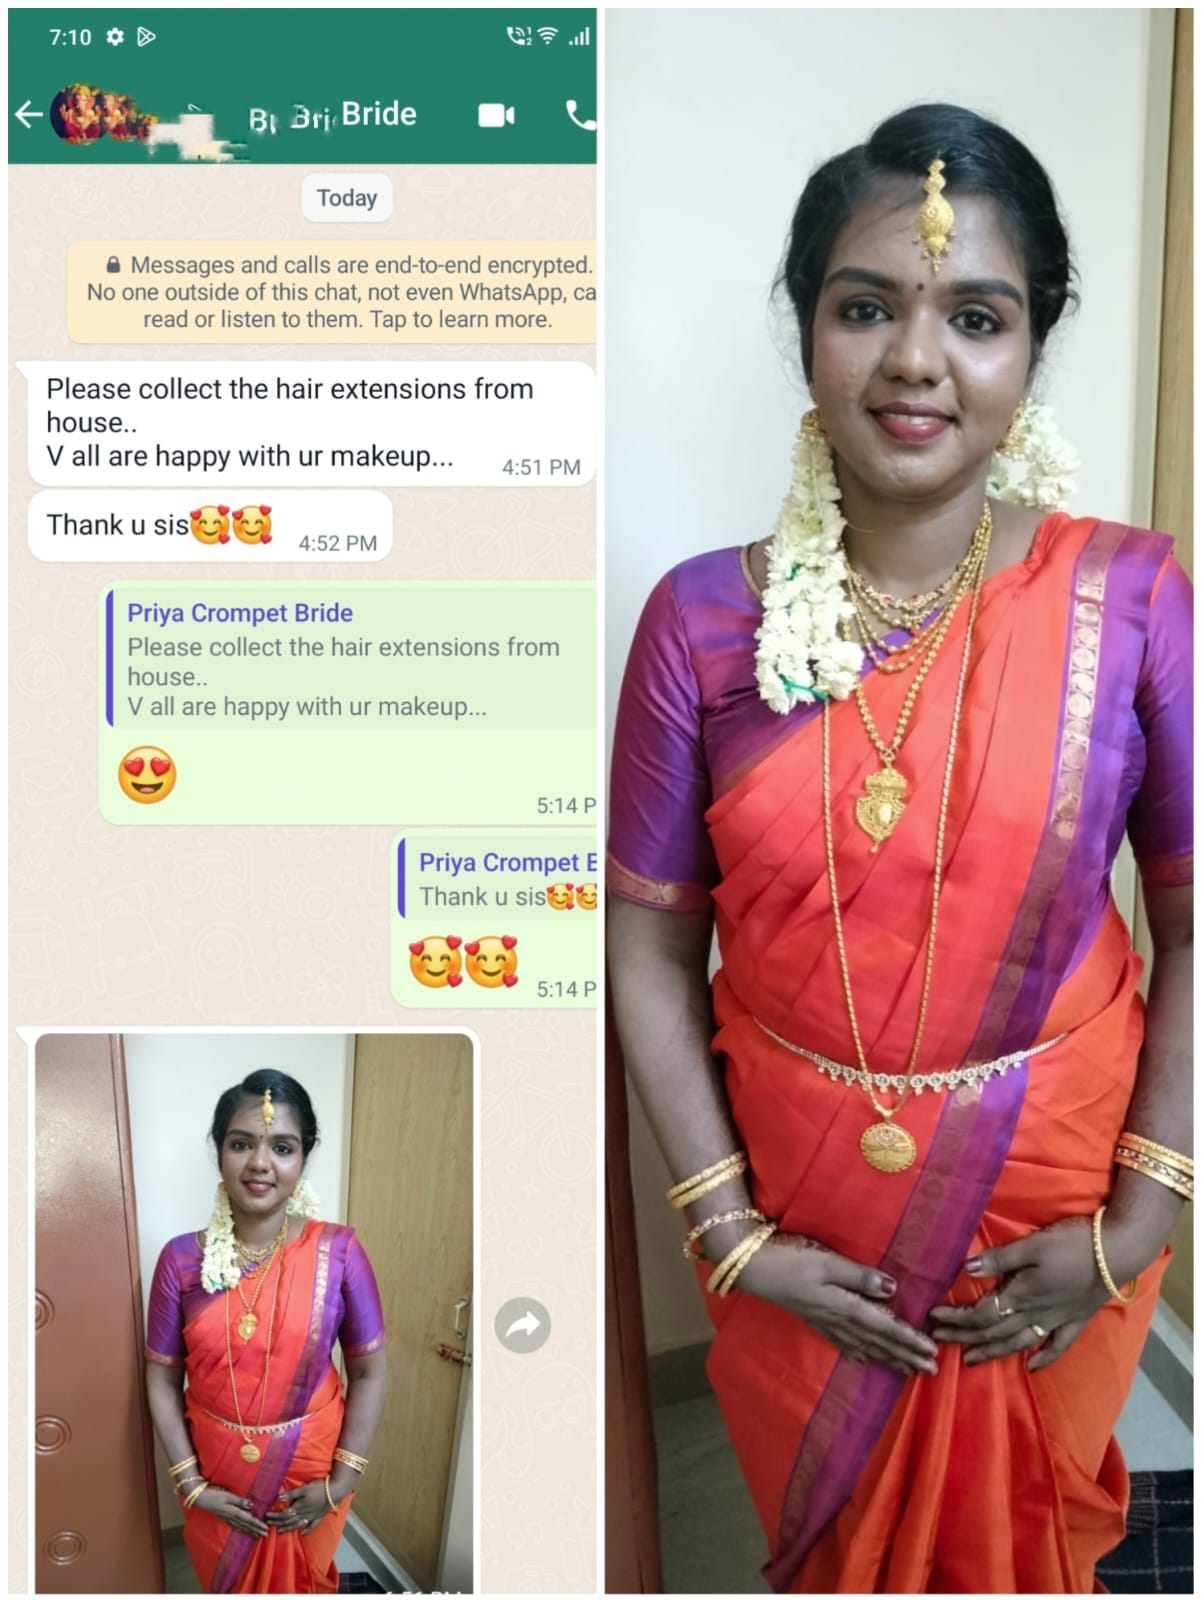 7:10
Bride
Today
Messages and calls are end-to-end encrypted.
No one outside of this chat, not even WhatsApp, ca
read or listen to them. Tap to learn more.
Please collect the hair extensions from
house..
V all are happy with ur makeup...
4:51 PM
Thank u sis🥰🥰
4:52 PM
Priya Crompet Bride
Please collect the hair extensions from
house..
V all are happy with ur makeup...
😍
5:14 P
Priya Crompet B
Thank u sis🥰🥰
🥰🥰
5:14 P